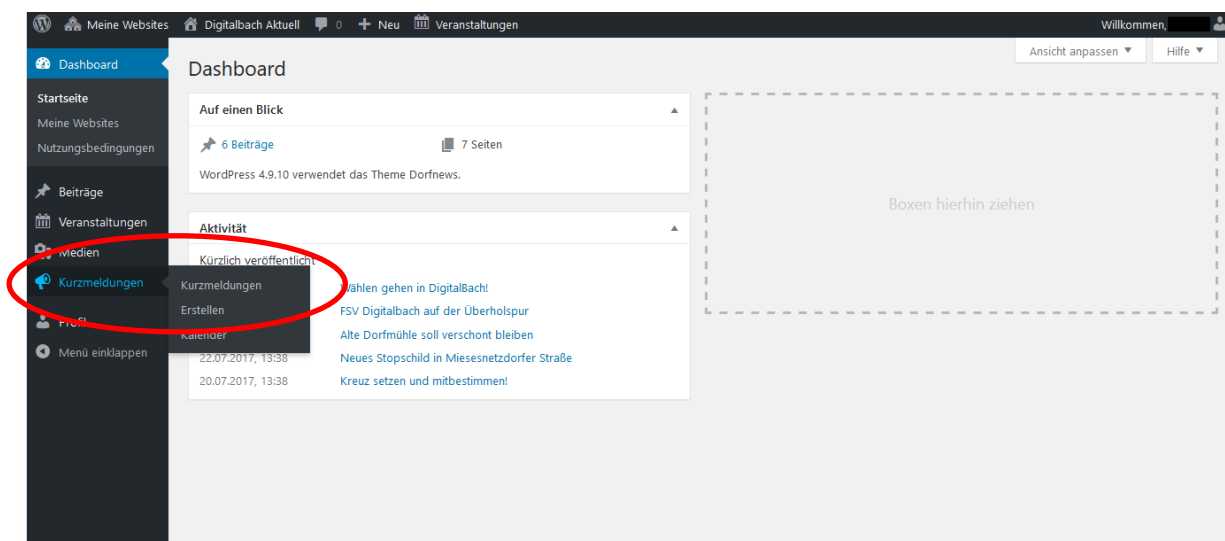 Meine Websites Digitalbach Aktuell 0 Neu Veranstaltungen Willkommen,
Ansicht anpassen ▼ Hilfe ▼
Dashboard
Startseite
Meine Websites
Nutzungsbedingungen
Beiträge
Veranstaltungen
Medien
Kurzmeldungen
Kurzmeldungen
Erstellen
Kalender
Profil
Menü einklappen
Dashboard
Auf einen Blick
6 Beiträge 7 Seiten
WordPress 4.9.10 verwendet das Theme Dorfnews.
Aktivität
Kürzlich veröffentlicht
Wählen gehen in DigitalBach!
FSV Digitalbach auf der Überholspur
Alte Dorfmühle soll verschont bleiben
22.07.2017, 13:38 Neues Stopschild in Miesesnetzdorfer Straße
20.07.2017, 13:38 Kreuz setzen und mitbestimmen!
Boxen hierhin ziehen